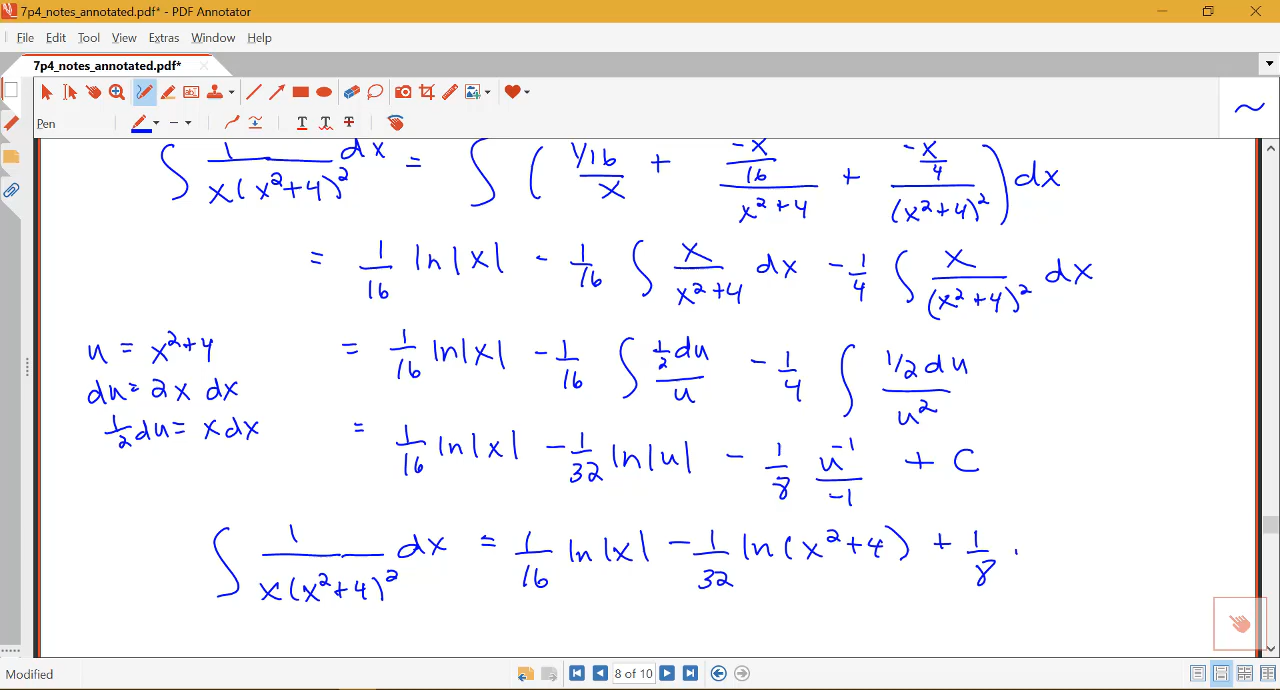 7p4_notes_annotated.pdf* - PDF Annotator
File Edit Tool View Extras Window Help
7p4_notes_annotated.pdf*
Pen
∫ 1/(x(x²+4)²) dx = ∫ ( (1/16)/x + (-x/16)/(x²+4) + (-x/4)/(x²+4)² ) dx
= 1/16 ln|x| - 1/16 ∫ x/(x²+4) dx - 1/4 ∫ x/(x²+4)² dx
u = x²+4 = 1/16 ln|x| - 1/16 ∫ (½ du)/u - 1/4 ∫ (1/2 du)/u²
du = 2x dx
½ du = x dx = 1/16 ln|x| - 1/32 ln|u| - 1/8 u⁻¹/-1 + C
∫ 1/(x(x²+4)²) dx = 1/16 ln|x| - 1/32 ln(x²+4) + 1/8 ·
Modified 8 of 10